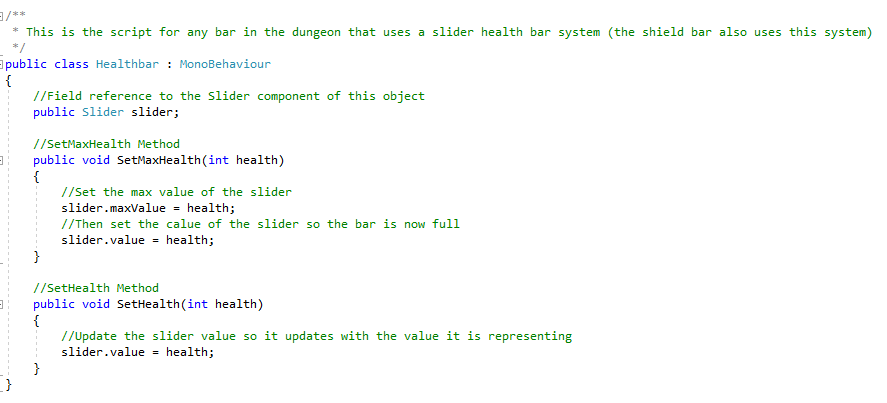 /**
 * This is the script for any bar in the dungeon that uses a slider health bar system (the shield bar also uses this system)
 */
public class Healthbar : MonoBehaviour
{
    //Field reference to the Slider component of this object
    public Slider slider;

    //SetMaxHealth Method
    public void SetMaxHealth(int health)
    {
        //Set the max value of the slider
        slider.maxValue = health;
        //Then set the calue of the slider so the bar is now full
        slider.value = health;
    }

    //SetHealth Method
    public void SetHealth(int health)
    {
        //Update the slider value so it updates with the value it is representing
        slider.value = health;
    }
}